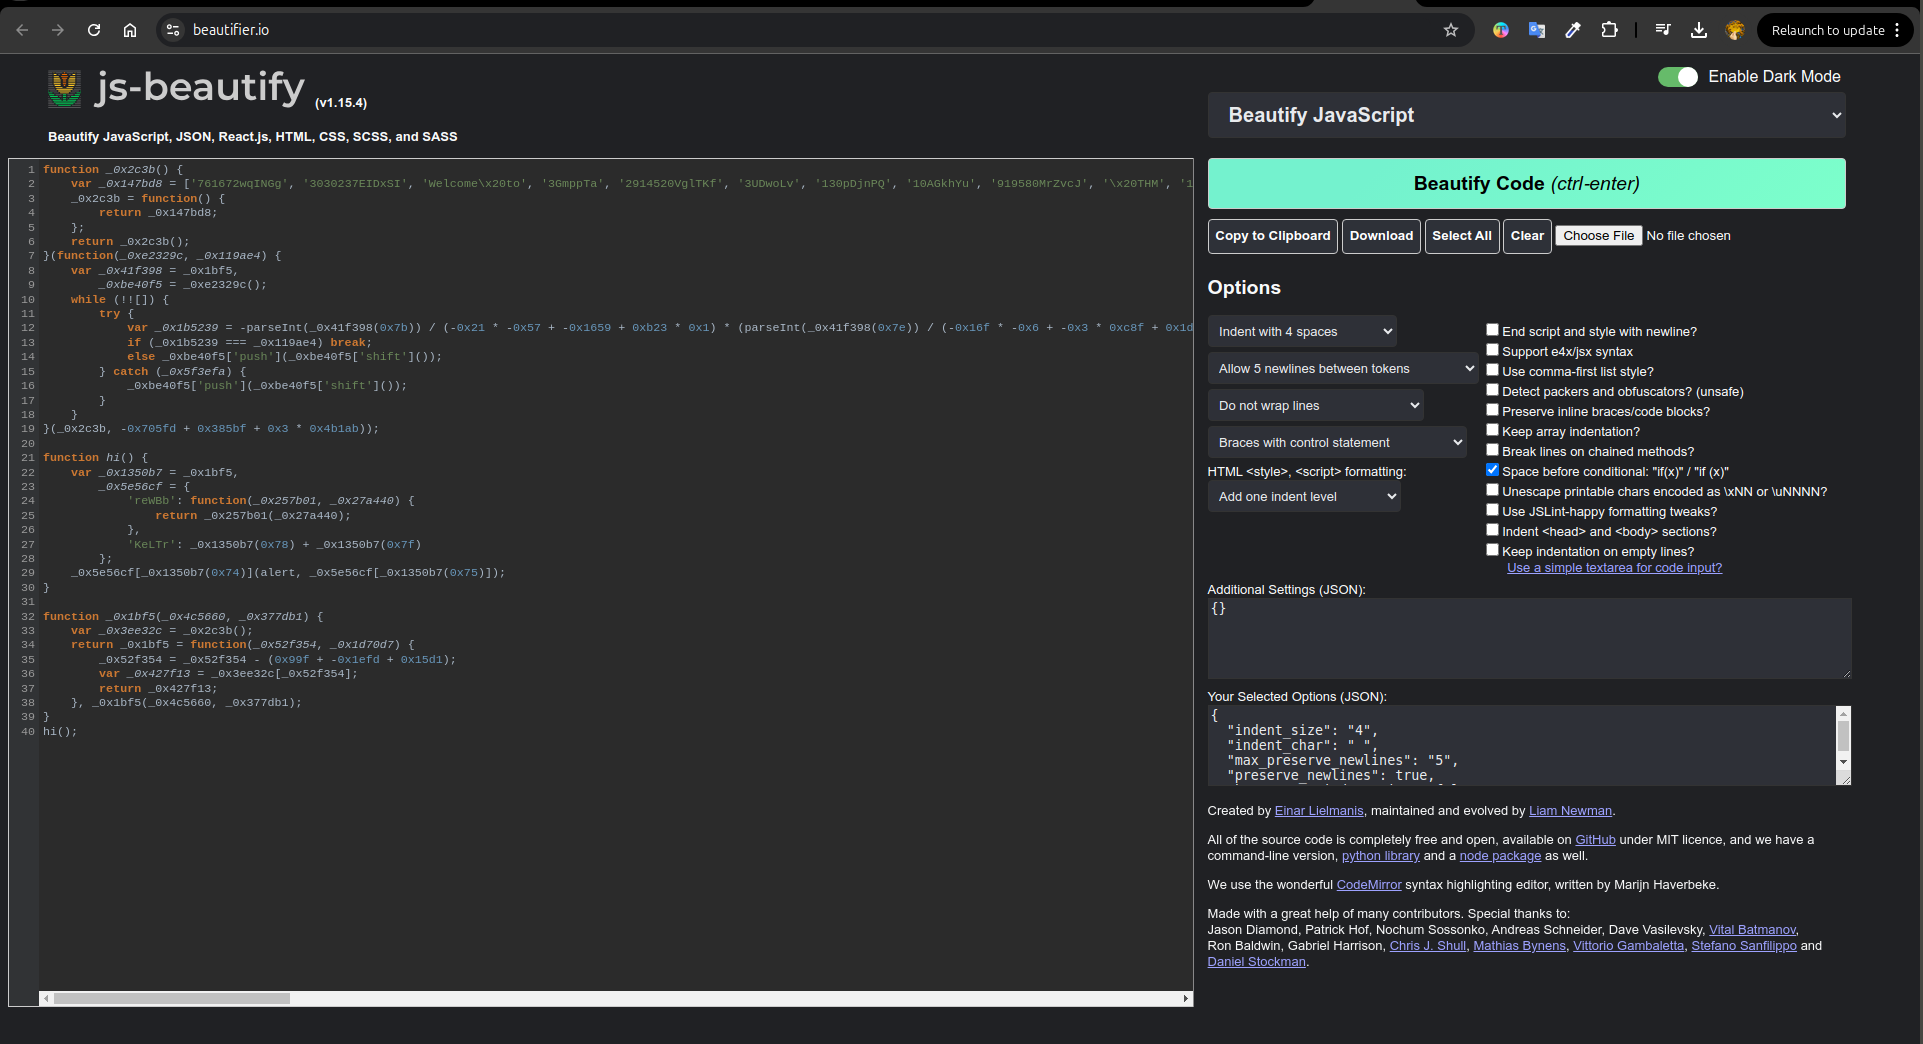 beautifier.io
Relaunch to update
js-beautify (v1.15.4)
Enable Dark Mode
Beautify JavaScript, JSON, React.js, HTML, CSS, SCSS, and SASS
1 function _0x2c3b() {
2 var _0x147bd8 = ['761672wqINGg', '3030237EIDxSI', 'Welcome\x20to', '3GmppTa', '2914520VglTKf', '3UDwoLv', '130pDjnPQ', '10AGkhYu', '919580MrZvcJ', '\x20THM', '1
3 _0x2c3b = function() {
4 return _0x147bd8;
5 };
6 return _0x2c3b();
7 }(function(_0xe2329c, _0x119ae4) {
8 var _0x41f398 = _0x1bf5,
9 _0xbe40f5 = _0xe2329c();
10 while (!![]) {
11 try {
12 var _0x1b5239 = -parseInt(_0x41f398(0x7b)) / (-0x21 * -0x57 + -0x1659 + 0xb23 * 0x1) * (parseInt(_0x41f398(0x7e)) / (-0x16f * -0x6 + -0x3 * 0xc8f + 0x1d
13 if (_0x1b5239 === _0x119ae4) break;
14 else _0xbe40f5['push'](_0xbe40f5['shift']());
15 } catch (_0x5f3efa) {
16 _0xbe40f5['push'](_0xbe40f5['shift']());
17 }
18 }
19 }(_0x2c3b, -0x705fd + 0x385bf + 0x3 * 0x4b1ab));
20
21 function hi() {
22 var _0x1350b7 = _0x1bf5,
23 _0x5e56cf = {
24 'reWBb': function(_0x257b01, _0x27a440) {
25 return _0x257b01(_0x27a440);
26 },
27 'KeLTr': _0x1350b7(0x78) + _0x1350b7(0x7f)
28 };
29 _0x5e56cf[_0x1350b7(0x74)](alert, _0x5e56cf[_0x1350b7(0x75)]);
30 }
31
32 function _0x1bf5(_0x4c5660, _0x377db1) {
33 var _0x3ee32c = _0x2c3b();
34 return _0x1bf5 = function(_0x52f354, _0x1d70d7) {
35 _0x52f354 = _0x52f354 - (0x99f + -0x1efd + 0x15d1);
36 var _0x427f13 = _0x3ee32c[_0x52f354];
37 return _0x427f13;
38 }, _0x1bf5(_0x4c5660, _0x377db1);
39 }
40 hi();
Beautify JavaScript
Beautify Code (ctrl-enter)
Copy to Clipboard Download Select All Clear Choose File No file chosen
Options
Indent with 4 spaces
Allow 5 newlines between tokens
Do not wrap lines
Braces with control statement
HTML <style>, <script> formatting:
Add one indent level
End script and style with newline?
Support e4x/jsx syntax
Use comma-first list style?
Detect packers and obfuscators? (unsafe)
Preserve inline braces/code blocks?
Keep array indentation?
Break lines on chained methods?
Space before conditional: "if(x)" / "if (x)"
Unescape printable chars encoded as \xNN or \uNNNN?
Use JSLint-happy formatting tweaks?
Indent <head> and <body> sections?
Keep indentation on empty lines?
Use a simple textarea for code input?
Additional Settings (JSON):
{}
Your Selected Options (JSON):
{
"indent_size": "4",
"indent_char": " ",
"max_preserve_newlines": "5",
"preserve_newlines": true,
Created by Einar Lielmanis, maintained and evolved by Liam Newman.
All of the source code is completely free and open, available on GitHub under MIT licence, and we have a
command-line version, python library and a node package as well.
We use the wonderful CodeMirror syntax highlighting editor, written by Marijn Haverbeke.
Made with a great help of many contributors. Special thanks to:
Jason Diamond, Patrick Hof, Nochum Sossonko, Andreas Schneider, Dave Vasilevsky, Vital Batmanov,
Ron Baldwin, Gabriel Harrison, Chris J. Shull, Mathias Bynens, Vittorio Gambaletta, Stefano Sanfilippo and
Daniel Stockman.